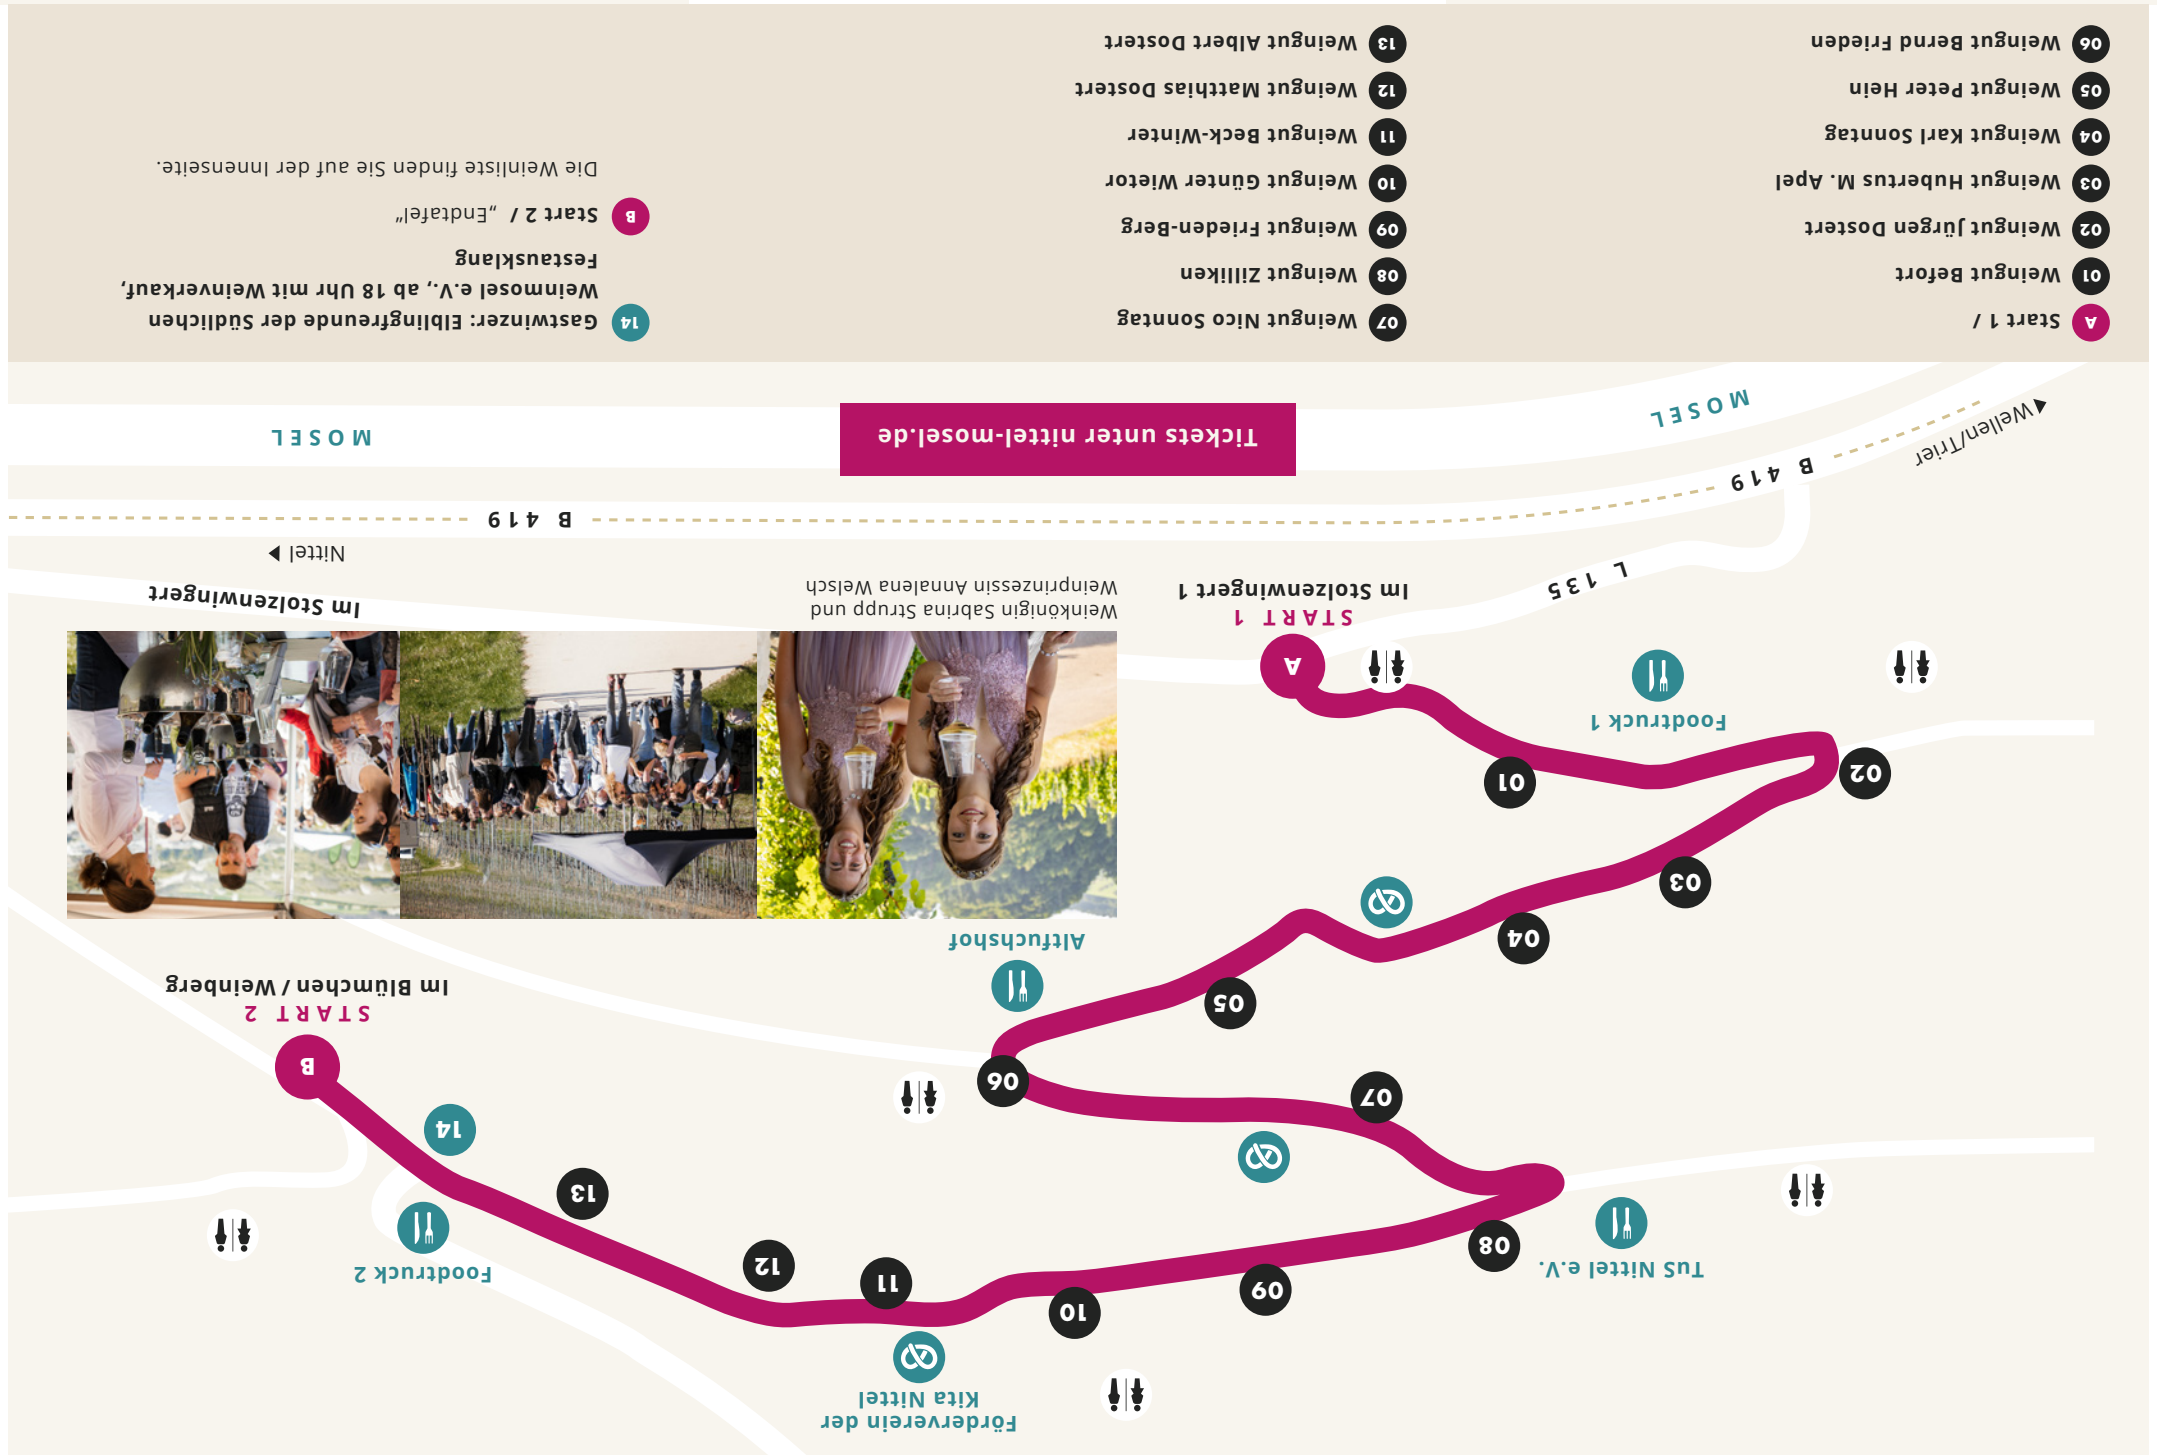 Förderverein der
Kita Nittel
10
09
11
Foodtruck 2
TuS Nittel e.V.
12
08
13
14
07
06
B
START 2
Im Blümchen / Weinberg
05
Altfuchshof
04
03
01
02
Foodtruck 1
A
START 1
Im Stolzenwingert 1
Weinkönigin Sabrina Strupp und
Weinprinzessin Annalena Welsch
Im Stolzenwingert
L 135
Nittel
B 419
B 419
Wellen/Trier
MOSEL
MOSEL
Tickets unter nittel-mosel.de
A Start 1 /
01 Weingut Befort
02 Weingut Jürgen Dostert
03 Weingut Hubertus M. Apel
04 Weingut Karl Sonntag
05 Weingut Peter Hein
06 Weingut Bernd Frieden
07 Weingut Nico Sonntag
08 Weingut Zilliken
09 Weingut Frieden-Berg
10 Weingut Günter Wietor
11 Weingut Beck-Winter
12 Weingut Matthias Dostert
13 Weingut Albert Dostert
14 Gastwinzer: Elblingfreunde der Südlichen
Weinmosel e.V., ab 18 Uhr mit Weinverkauf,
Festausklang
B Start 2 / „Endtafel“
Die Weinliste finden Sie auf der Innenseite.